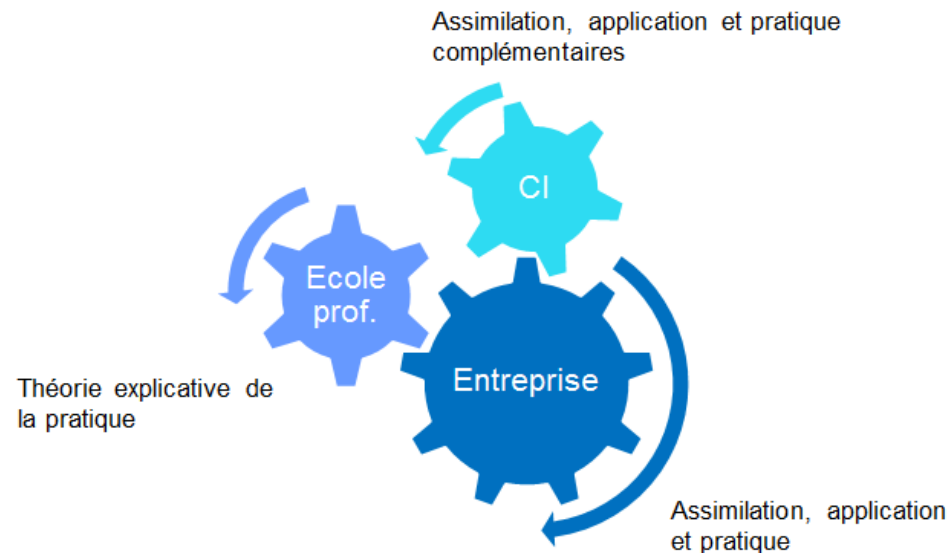 Assimilation, application et pratique
complémentaires
CI
Ecole
prof.
Entreprise
Théorie explicative de
la pratique
Assimilation, application
et pratique